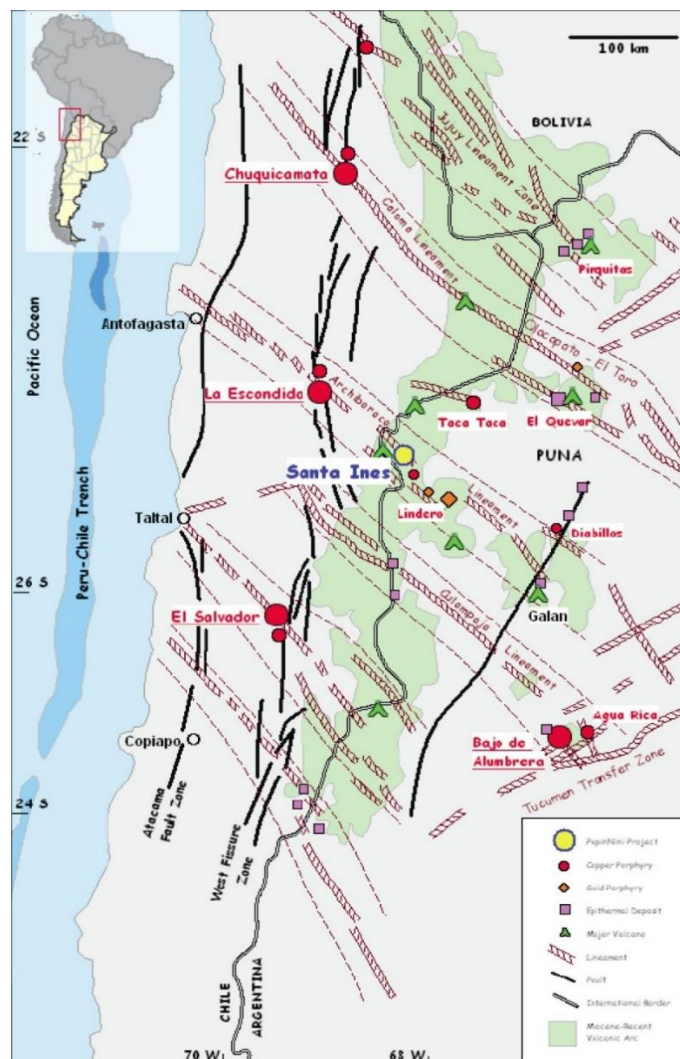 100 km
BOLIVIA
22 S
Jujuy Lineament Zone
Chuquicamata
Calama Lineament
Pirquitas
Pacific Ocean
Antofagasta
Olacapato - El Toro
La Escondida
Archibarca
Lineament
Taca Taca
El Quevar
PUNA
Santa Ines
Peru-Chile Trench
Lindero
Taltal
Diabillos
26 S
El Salvador
Culampaja
Lineament
Galan
Agua Rica
Bajo de
Alumbrera
Copiapo
Tucumen Transfer Zone
24 S
Atacama
Fault Zone
West Fissure
Zone
CHILE
ARGENTINA
70 W
68 W
PepinNini Project
Copper Porphyry
Gold Porphyry
Epithermal Deposit
Major Volcano
Lineament
Fault
International Border
Miocene-Recent
Volcanic Arc